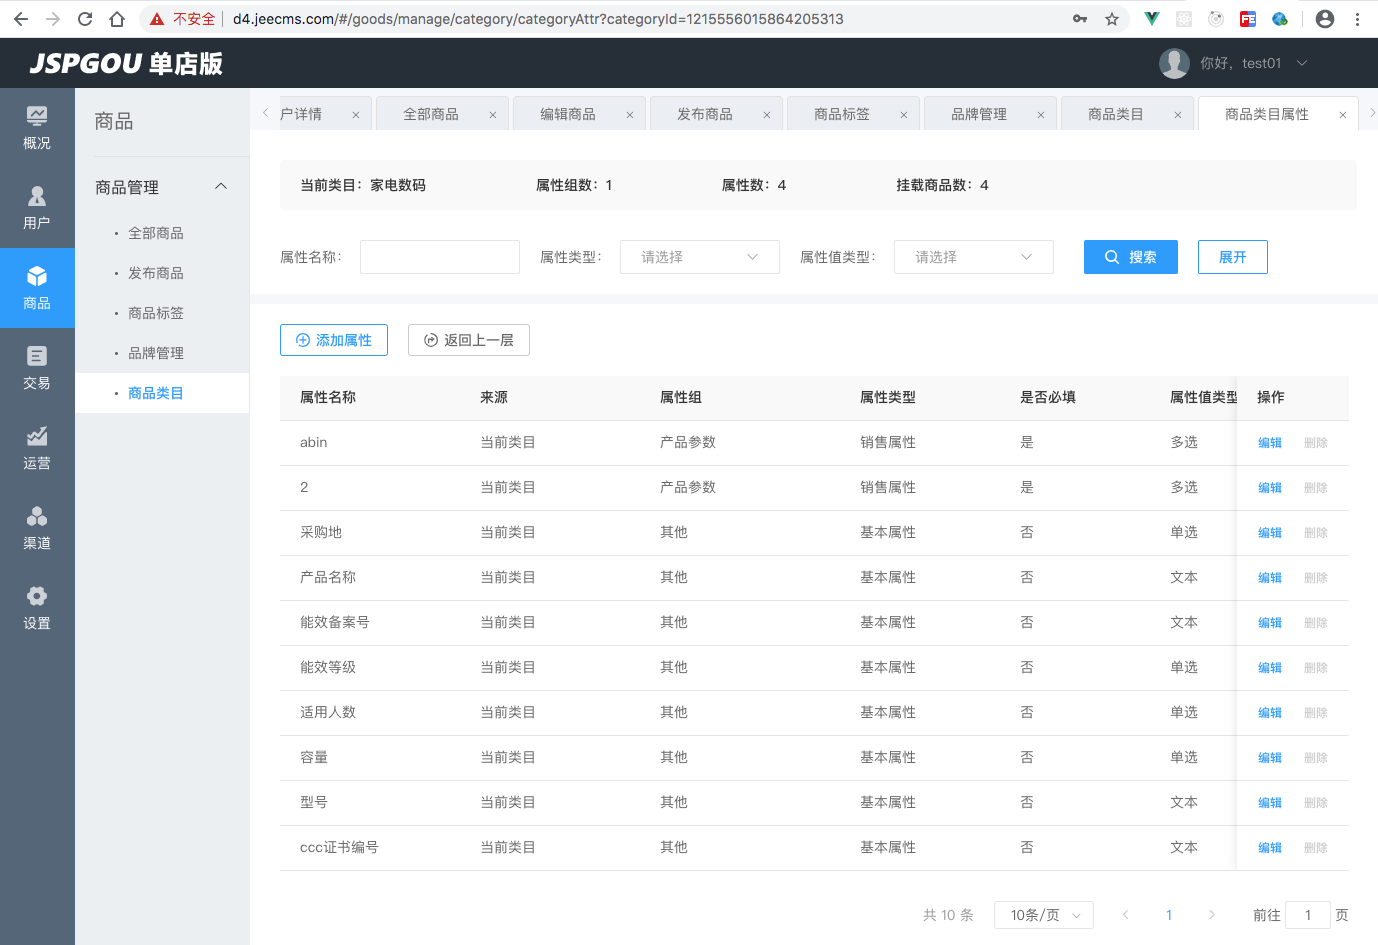 不安全 d4.jeecms.com/#/goods/manage/category/categoryAttr?categoryId=1215556015864205313
JSPGOU 单店版
你好，test01
概况
用户
商品
交易
运营
渠道
设置
商品
商品管理
· 全部商品
· 发布商品
· 商品标签
· 品牌管理
· 商品类目
户详情 × 全部商品 × 编辑商品 × 发布商品 × 商品标签 × 品牌管理 × 商品类目 × 商品类目属性 ×
当前类目：家电数码 属性组数：1 属性数：4 挂载商品数：4
属性名称： 属性类型： 请选择 属性值类型： 请选择 搜索 展开
添加属性 返回上一层
属性名称 来源 属性组 属性类型 是否必填 属性值类型 操作
abin 当前类目 产品参数 销售属性 是 多选 编辑 删除
2 当前类目 产品参数 销售属性 是 多选 编辑 删除
采购地 当前类目 其他 基本属性 否 单选 编辑 删除
产品名称 当前类目 其他 基本属性 否 文本 编辑 删除
能效备案号 当前类目 其他 基本属性 否 文本 编辑 删除
能效等级 当前类目 其他 基本属性 否 单选 编辑 删除
适用人数 当前类目 其他 基本属性 否 单选 编辑 删除
容量 当前类目 其他 基本属性 否 单选 编辑 删除
型号 当前类目 其他 基本属性 否 文本 编辑 删除
ccc证书编号 当前类目 其他 基本属性 否 文本 编辑 删除
共 10 条 10条/页 1 前往 1 页